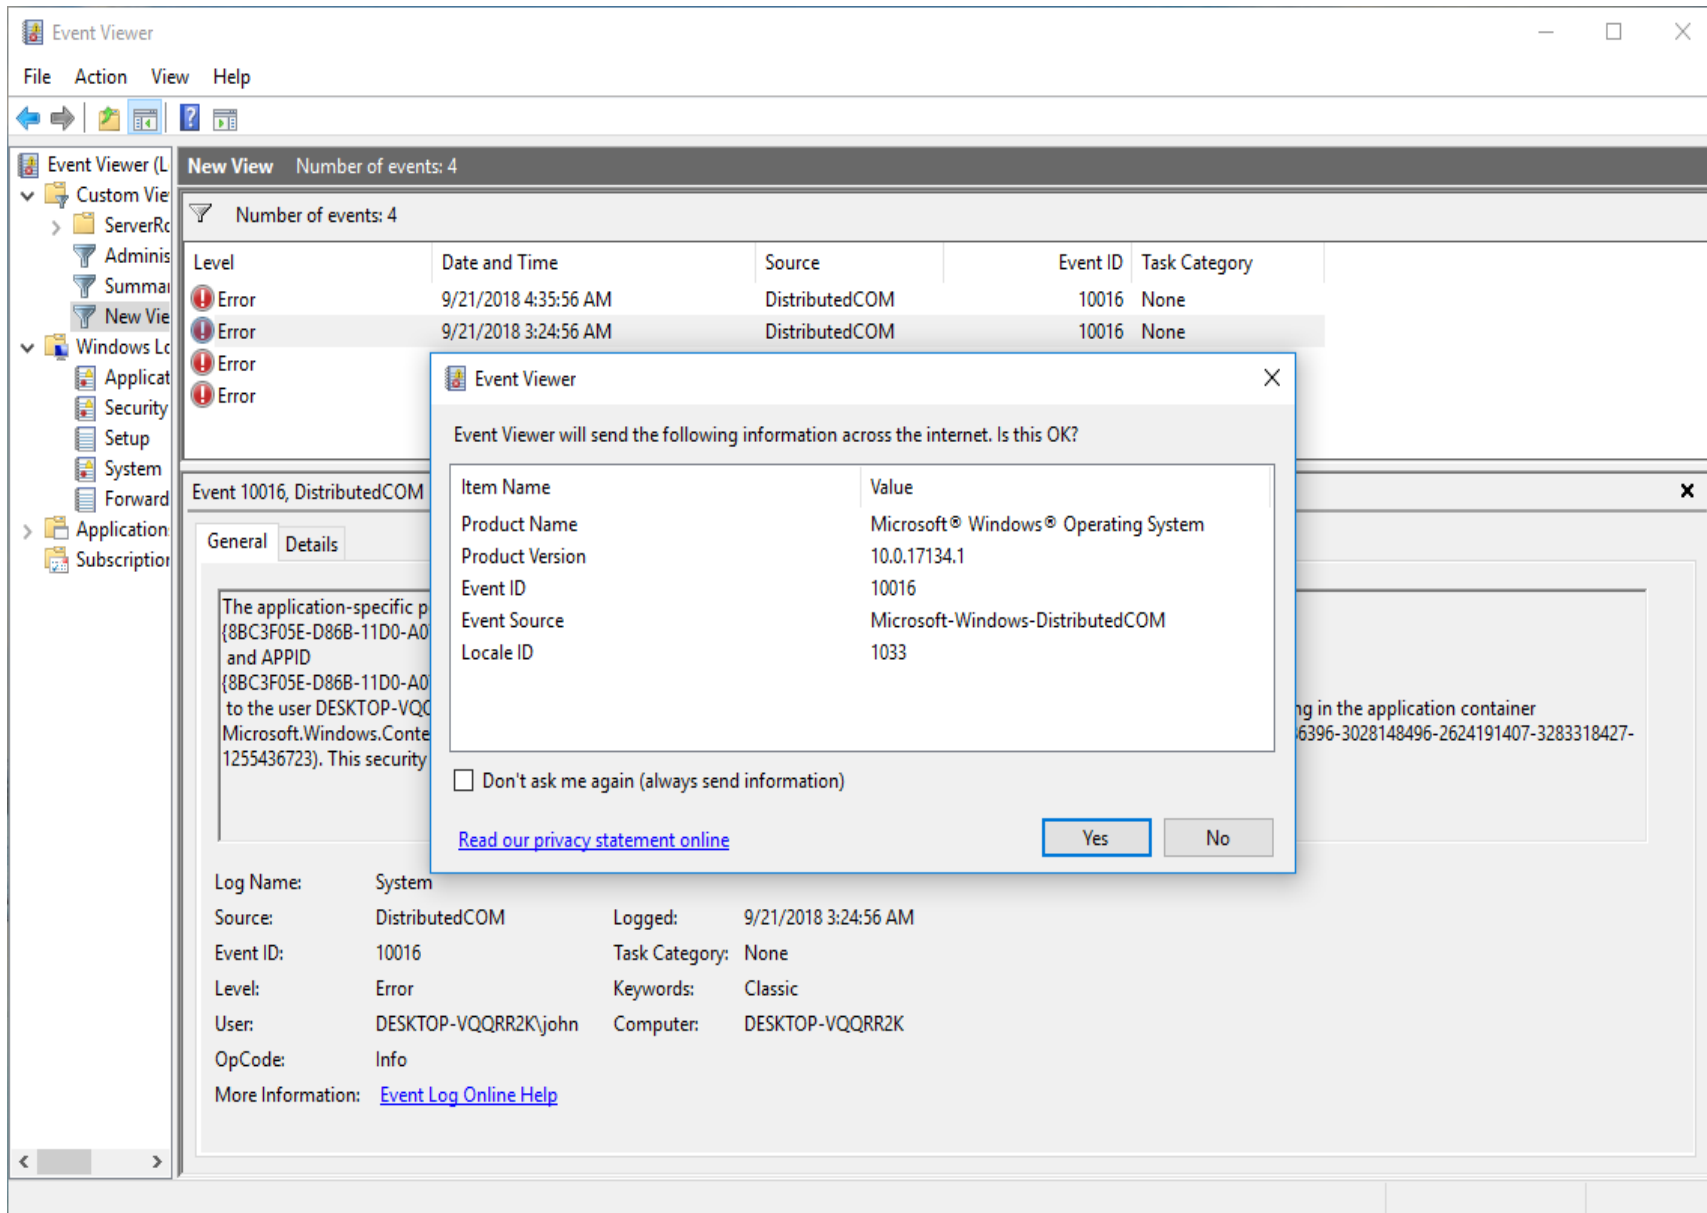 Event Viewer
File Action View Help
Event Viewer (L
Custom Vie
ServerRo
Adminis
Summar
New Vie
Windows Lo
Applicat
Security
Setup
System
Forward
Application
Subscription
New View Number of events: 4
Number of events: 4
Level Date and Time Source Event ID Task Category
Error 9/21/2018 4:35:56 AM DistributedCOM 10016 None
Error 9/21/2018 3:24:56 AM DistributedCOM 10016 None
Error
Error
Event Viewer
Event Viewer will send the following information across the internet. Is this OK?
Item Name Value
Product Name Microsoft® Windows® Operating System
Product Version 10.0.17134.1
Event ID 10016
Event Source Microsoft-Windows-DistributedCOM
Locale ID 1033
Don't ask me again (always send information)
Read our privacy statement online
Yes No
Event 10016, DistributedCOM
General Details
The application-specific p
{8BC3F05E-D86B-11D0-A0
and APPID
{8BC3F05E-D86B-11D0-A0
to the user DESKTOP-VQQ ng in the application container
Microsoft.Windows.Conte 6396-3028148496-2624191407-3283318427-
1255436723). This security
Log Name: System
Source: DistributedCOM Logged: 9/21/2018 3:24:56 AM
Event ID: 10016 Task Category: None
Level: Error Keywords: Classic
User: DESKTOP-VQQRR2K\john Computer: DESKTOP-VQQRR2K
OpCode: Info
More Information: Event Log Online Help